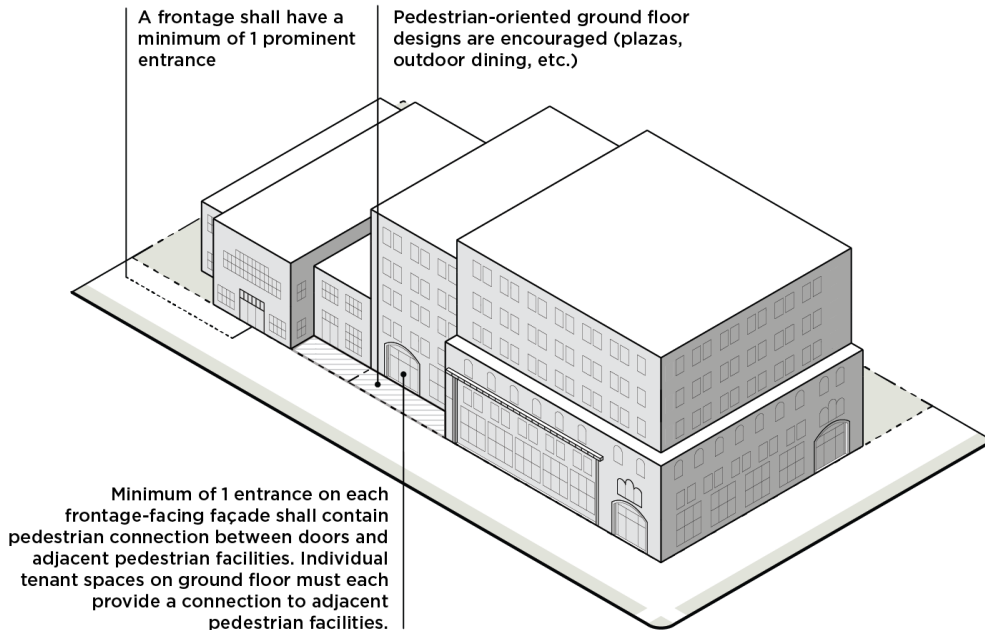 A frontage shall have a
minimum of 1 prominent
entrance
Pedestrian-oriented ground floor
designs are encouraged (plazas,
outdoor dining, etc.)
Minimum of 1 entrance on each
frontage-facing façade shall contain
pedestrian connection between doors and
adjacent pedestrian facilities. Individual
tenant spaces on ground floor must each
provide a connection to adjacent
pedestrian facilities.